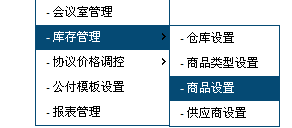 - 会议室管理
- 库存管理
- 协议价格调控
- 公付模板设置
- 报表管理
- 仓库设置
- 商品类型设置
- 商品设置
- 供应商设置